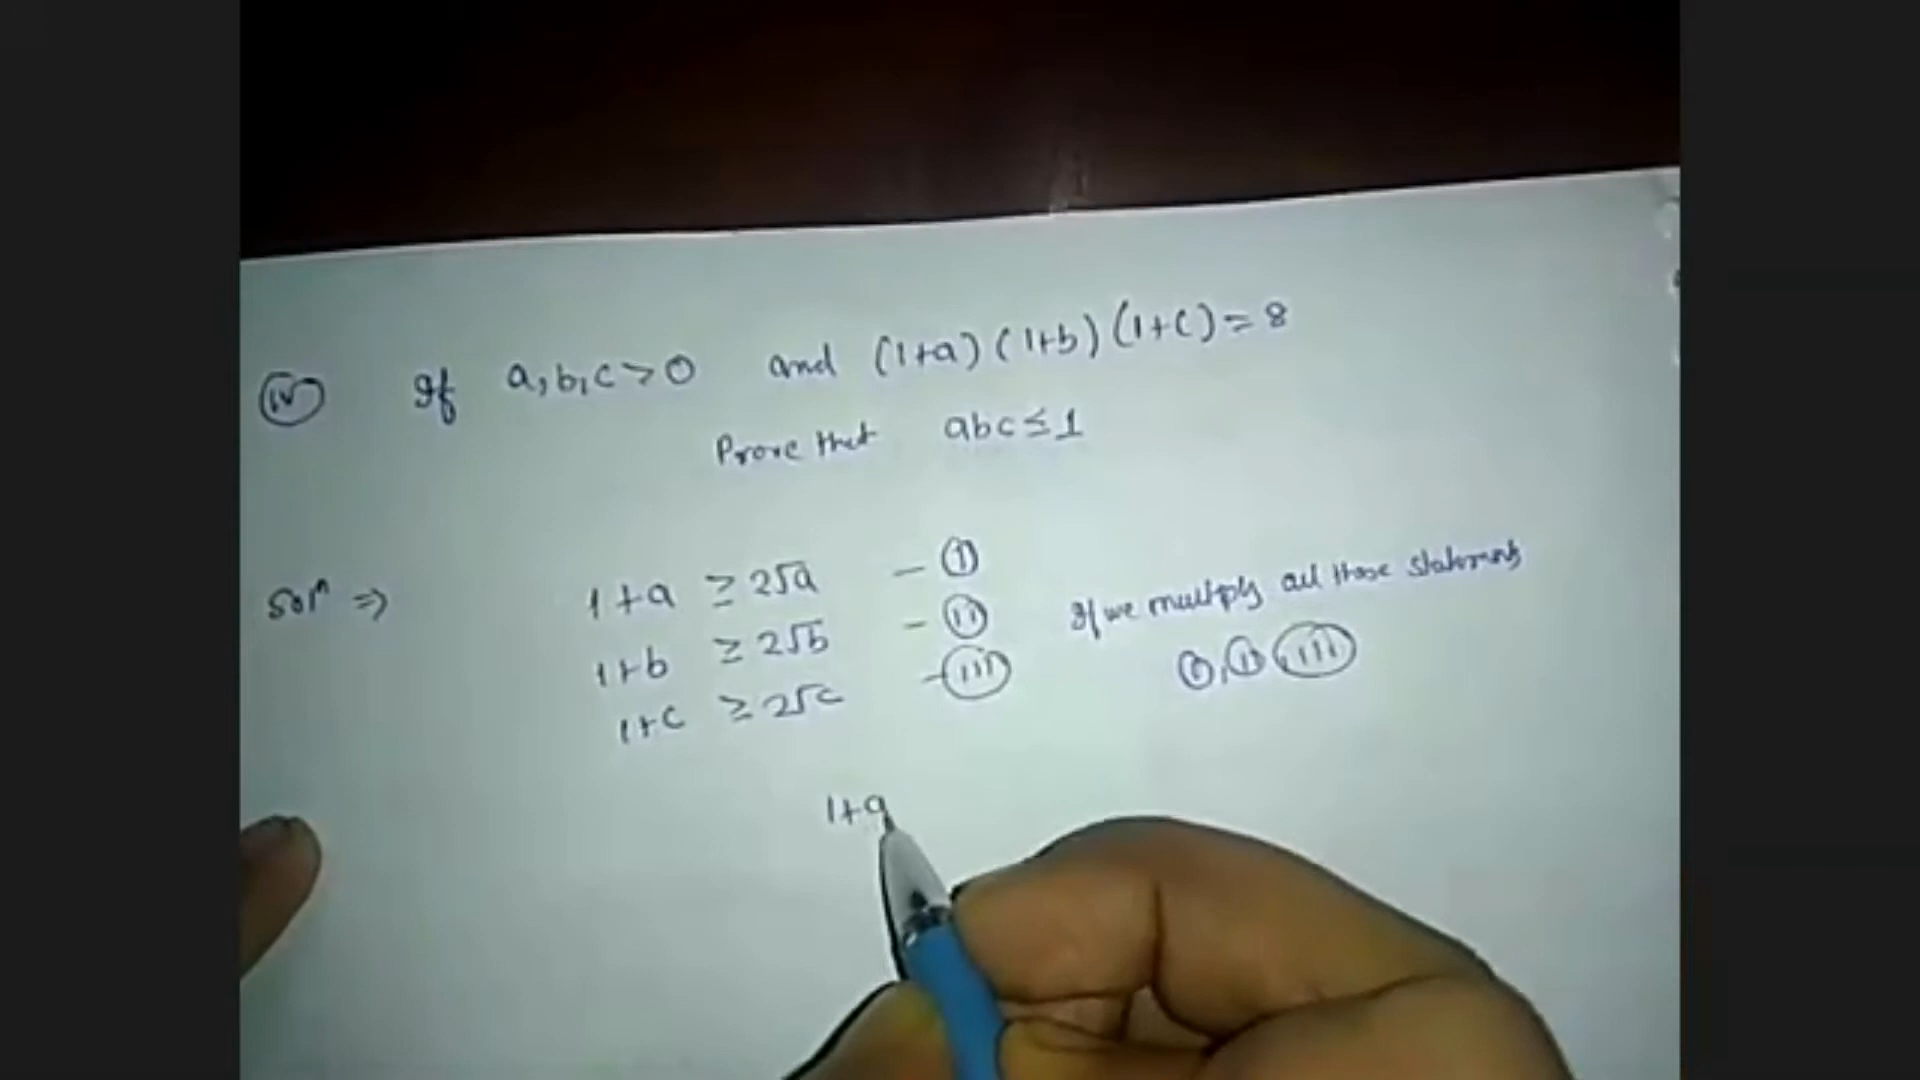 (iv) If a,b,c>0 and (1+a)(1+b)(1+c)=8
Prove that abc≤1
Solⁿ ⇒ 1+a ≥ 2√a - (i)
1+b ≥ 2√b - (ii)
1+c ≥ 2√c - (iii)
If we multiply all those statements
(i), (ii), (iii)
1+a